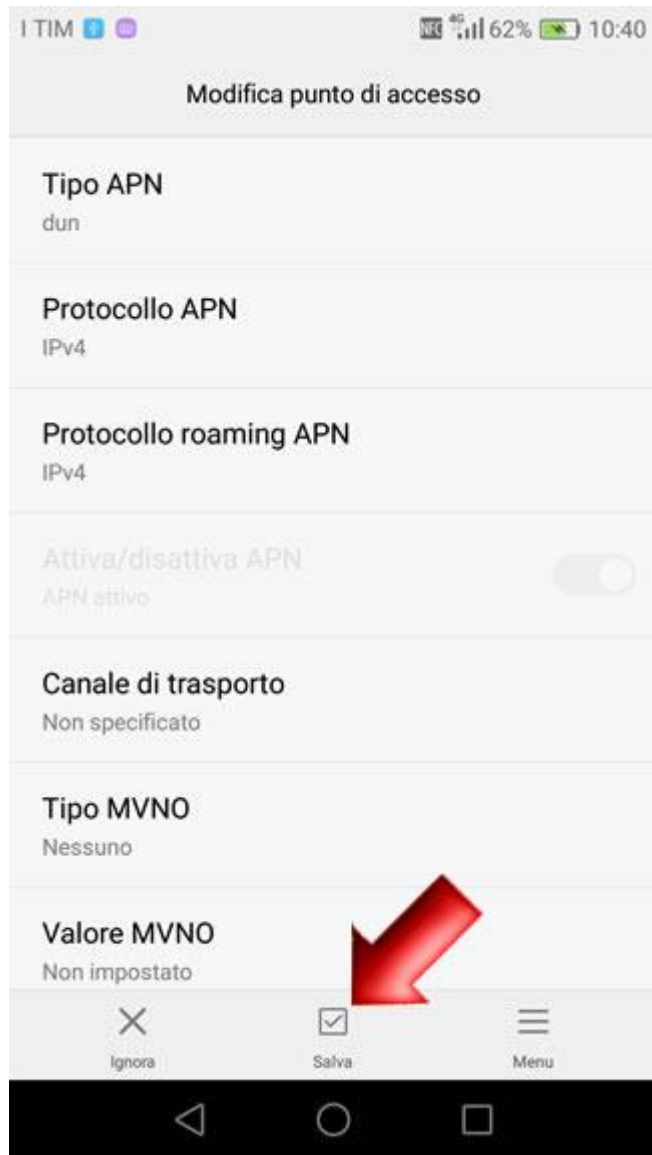 I TIM NFC 4G 62% 10:40
Modifica punto di accesso
Tipo APN
dun
Protocollo APN
IPv4
Protocollo roaming APN
IPv4
Attiva/disattiva APN
APN attivo
Canale di trasporto
Non specificato
Tipo MVNO
Nessuno
Valore MVNO
Non impostato
Ignora Salva Menu